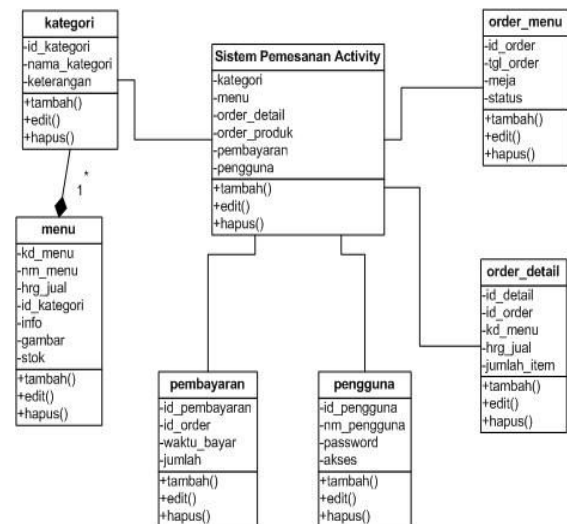 kategori
-id_kategori
-nama_kategori
-keterangan
+tambah()
+edit()
+hapus()
Sistem Pemesanan Activity
-kategori
-menu
-order_detail
-order_produk
-pembayaran
-pengguna
+tambah()
+edit()
+hapus()
order_menu
-id_order
-tgl_order
-meja
-status
+tambah()
+edit()
+hapus()
*
1
menu
-kd_menu
-nm_menu
-hrg_jual
-id_kategori
-info
-gambar
-stok
+tambah()
+edit()
+hapus()
order_detail
-id_detail
-id_order
-kd_menu
-hrg_jual
-jumlah_item
+tambah()
+edit()
+hapus()
pembayaran
-id_pembayaran
-id_order
-waktu_bayar
-jumlah
+tambah()
+edit()
+hapus()
pengguna
-id_pengguna
-nm_pengguna
-password
-akses
+tambah()
+edit()
+hapus()